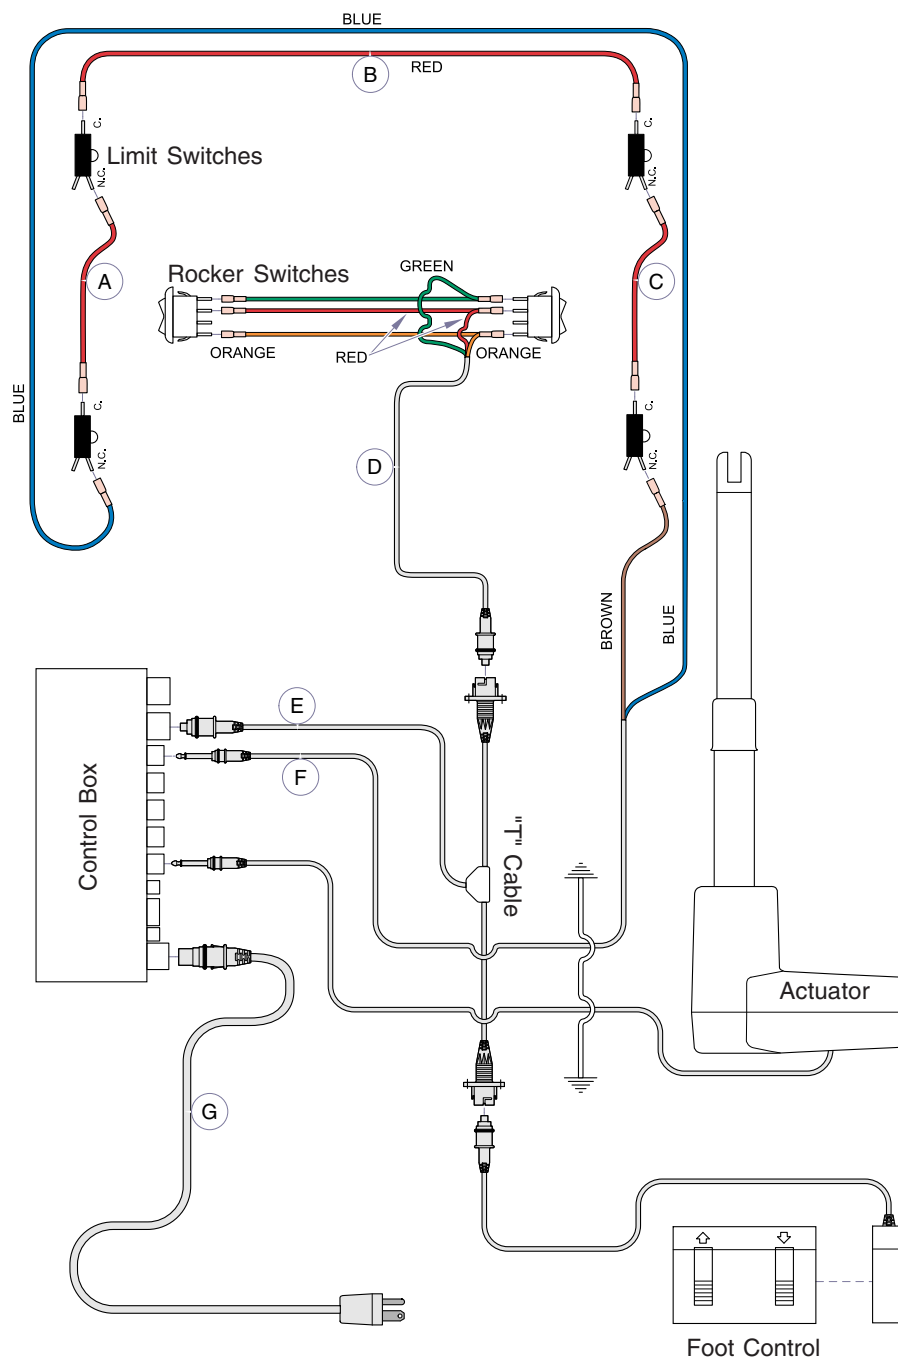 BLUE
B
RED
C.
C.
Limit Switches
N.C.
N.C.
GREEN
Rocker Switches
A
C
ORANGE
RED
ORANGE
BLUE
C.
C.
N.C.
N.C.
D
BROWN
BLUE
E
F
Control Box
"T" Cable
Actuator
G
Foot Control